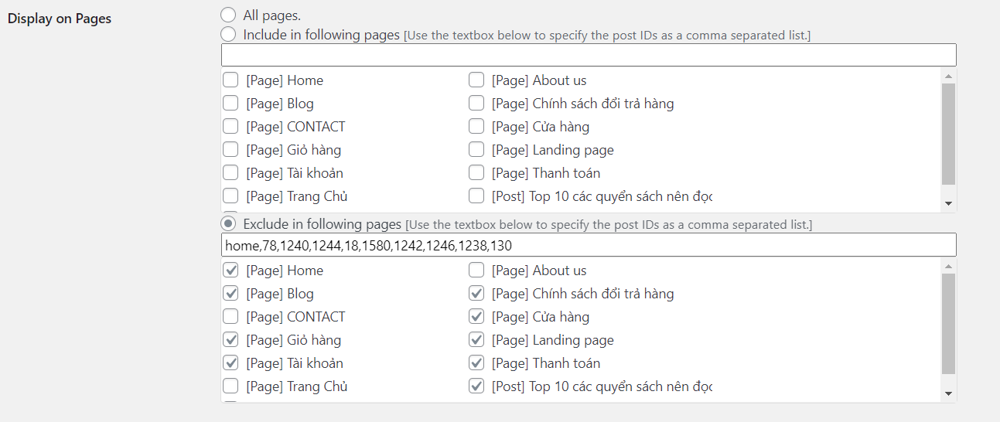 Display on Pages
All pages.
Include in following pages [Use the textbox below to specify the post IDs as a comma separated list.]
[Page] Home [Page] About us
[Page] Blog [Page] Chính sách đổi trả hàng
[Page] CONTACT [Page] Cửa hàng
[Page] Giỏ hàng [Page] Landing page
[Page] Tài khoản [Page] Thanh toán
[Page] Trang Chủ [Post] Top 10 các quyển sách nên đọc
Exclude in following pages [Use the textbox below to specify the post IDs as a comma separated list.]
home,78,1240,1244,18,1580,1242,1246,1238,130
[Page] Home [Page] About us
[Page] Blog [Page] Chính sách đổi trả hàng
[Page] CONTACT [Page] Cửa hàng
[Page] Giỏ hàng [Page] Landing page
[Page] Tài khoản [Page] Thanh toán
[Page] Trang Chủ [Post] Top 10 các quyển sách nên đọc